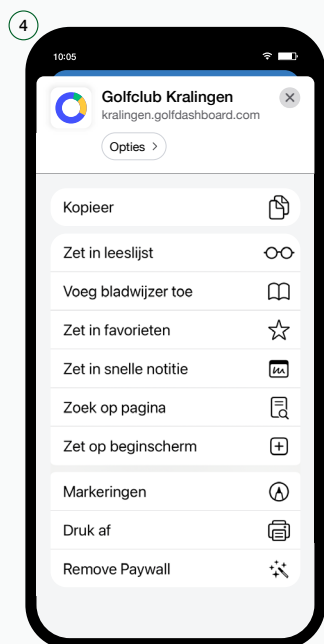 4
10:05
Golfclub Kralingen
kralingen.golfdashboard.com
Opties >
Kopieer
Zet in leeslijst
Voeg bladwijzer toe
Zet in favorieten
Zet in snelle notitie
Zoek op pagina
Zet op beginscherm
Markeringen
Druk af
Remove Paywall